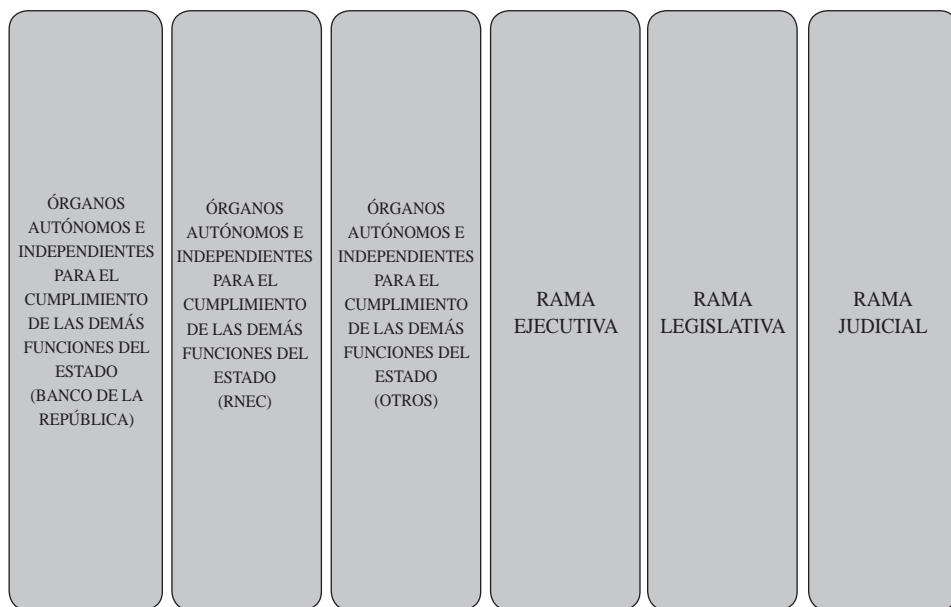 ÓRGANOS
AUTÓNOMOS E
INDEPENDIENTES
PARA EL
CUMPLIMIENTO
DE LAS DEMÁS
FUNCIONES DEL
ESTADO
(BANCO DE LA
REPÚBLICA)
ÓRGANOS
AUTÓNOMOS E
INDEPENDIENTES
PARA EL
CUMPLIMIENTO
DE LAS DEMÁS
FUNCIONES DEL
ESTADO
(RNEC)
ÓRGANOS
AUTÓNOMOS E
INDEPENDIENTES
PARA EL
CUMPLIMIENTO
DE LAS DEMÁS
FUNCIONES DEL
ESTADO
(OTROS)
RAMA
EJECUTIVA
RAMA
LEGISLATIVA
RAMA
JUDICIAL